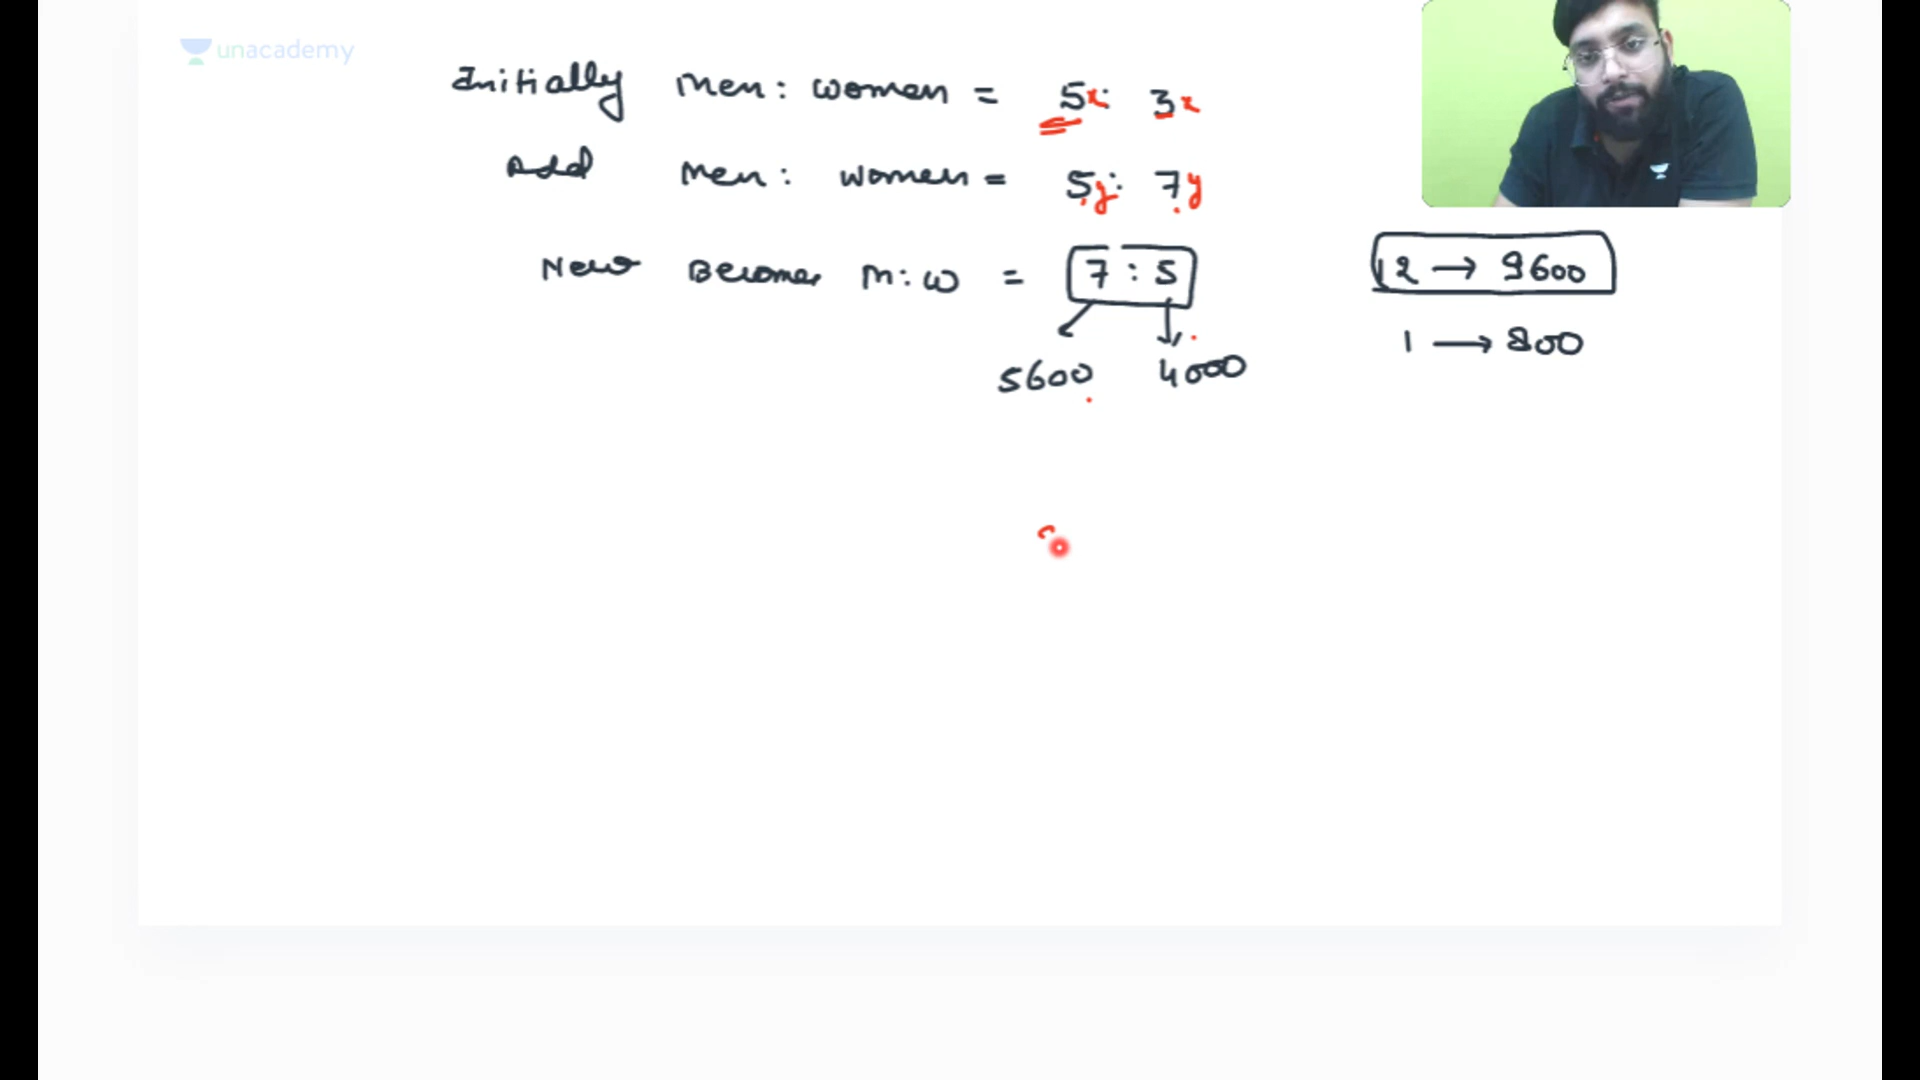 unacademy
Initially Men: women = 5x: 3x
Add Men: women = 5y: 7y
New Becomes M:W = 7 : 5
12 → 9600
1 → 800
5600 4000